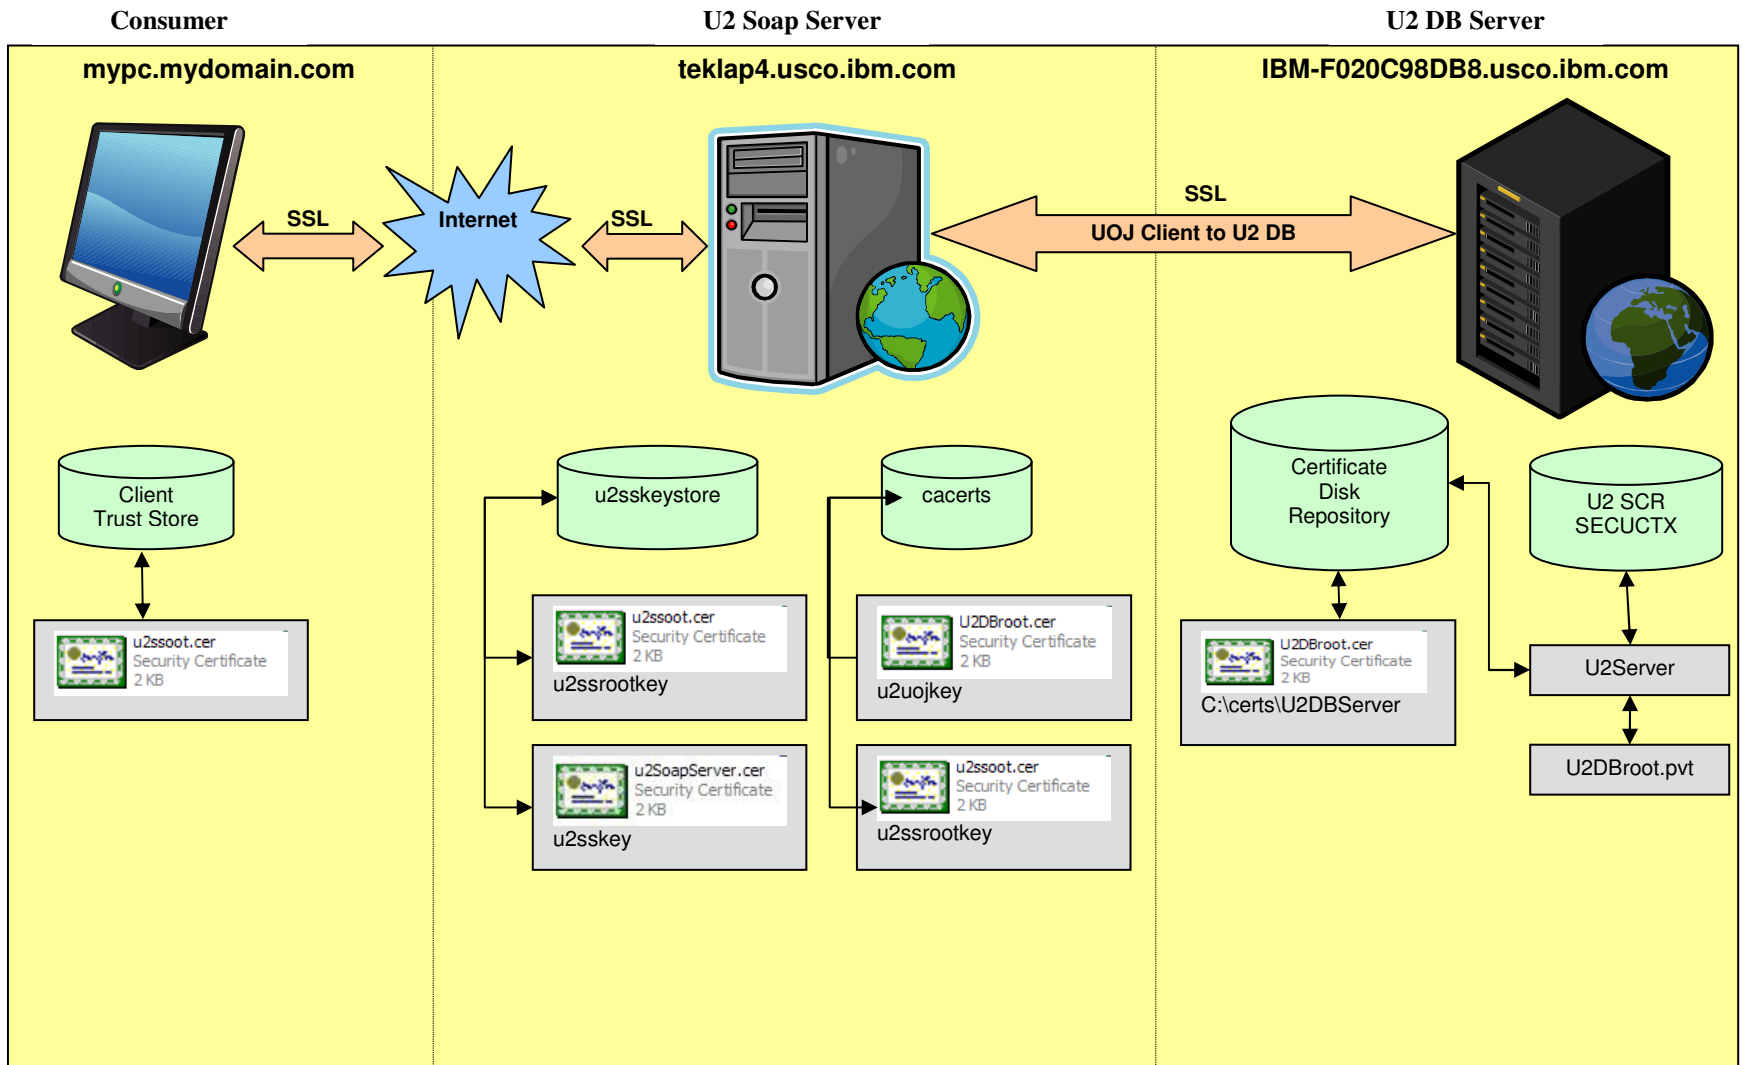 Consumer
U2 Soap Server
U2 DB Server
mypc.mydomain.com
teklap4.usco.ibm.com
IBM-F020C98DB8.usco.ibm.com
SSL
Internet
SSL
SSL
UOJ Client to U2 DB
Client
Trust Store
u2sskeystore
cacerts
Certificate
Disk
Repository
U2 SCR
SECUCTX
u2ssoot.cer
Security Certificate
2 KB
u2ssoot.cer
Security Certificate
2 KB
u2ssrootkey
U2DBroot.cer
Security Certificate
2 KB
u2uojkey
U2DBroot.cer
Security Certificate
2 KB
C:\certs\U2DBServer
U2Server
u2SoapServer.cer
Security Certificate
2 KB
u2sskey
u2ssoot.cer
Security Certificate
2 KB
u2ssrootkey
U2DBroot.pvt